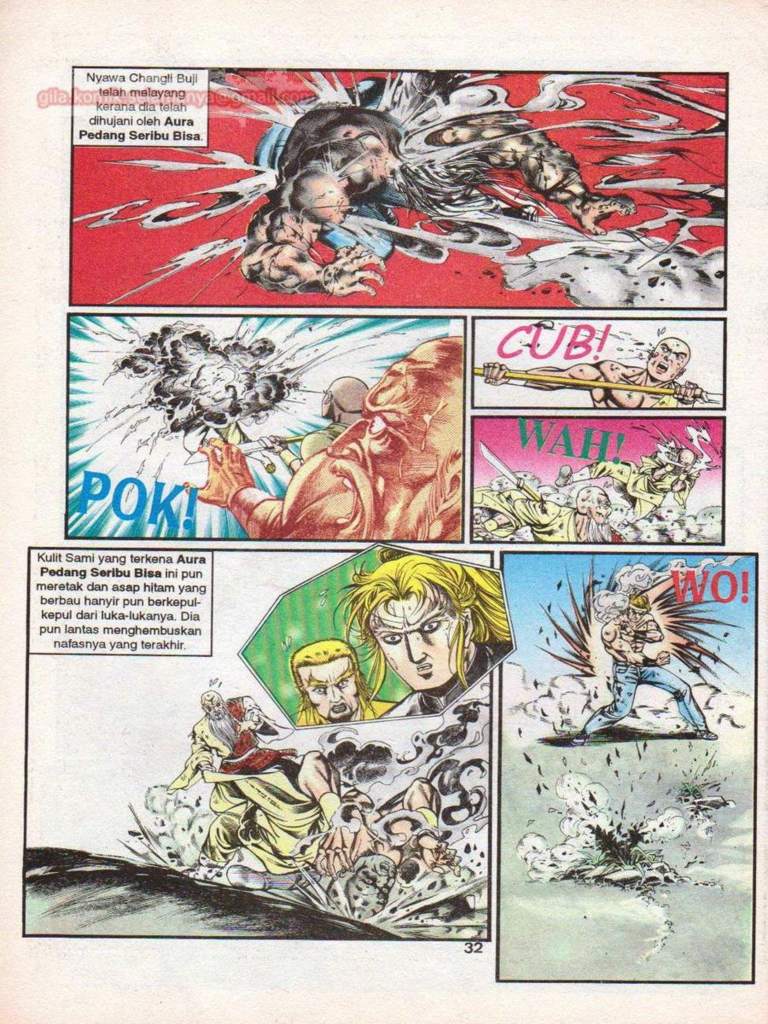 Nyawa Changli Buji
telah melayang
kerana dia telah
dihujani oleh Aura
Pedang Seribu Bisa.
CUB!
WAH!
POK!
Kulit Sami yang terkena Aura
Pedang Seribu Bisa ini pun
meretak dan asap hitam yang
berbau hanyir pun berkepul-
kepul dari luka-lukanya. Dia
pun lantas menghembuskan
nafasnya yang terakhir.
WO!
32